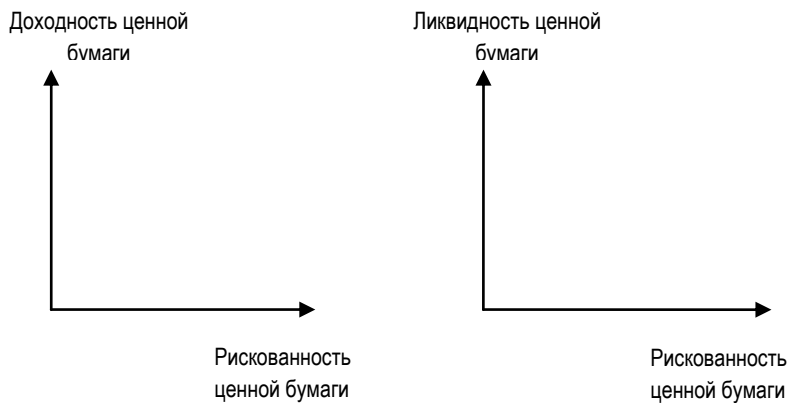 Доходность ценной
бумаги
Ликвидность ценной
бумаги
Рискованность
ценной бумаги
Рискованность
ценной бумаги